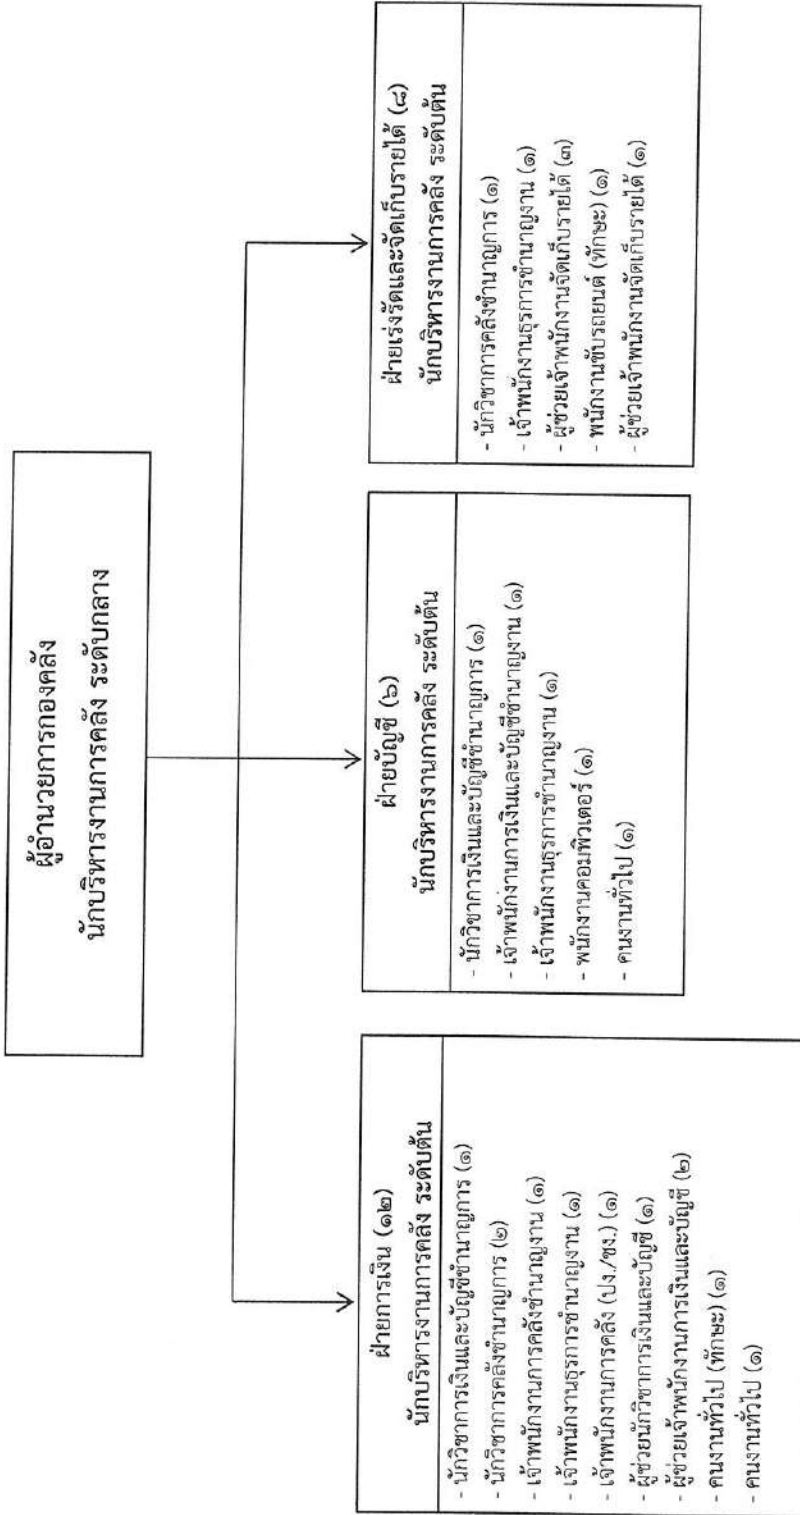 ผู้อำนวยการกองคลัง
นักบริหารงานการคลัง ระดับกลาง
ฝ่ายการเงิน (๑๒)
นักบริหารงานการคลัง ระดับต้น
- นักวิชาการเงินและบัญชีชำนาญการ (๑)
- นักวิชาการคลังชำนาญการ (๒)
- เจ้าพนักงานการคลังชำนาญงาน (๑)
- เจ้าพนักงานธุรการชำนาญงาน (๑)
- เจ้าพนักงานการคลัง (ปง./ชง.) (๑)
- ผู้ช่วยนักวิชาการเงินและบัญชี (๑)
- ผู้ช่วยเจ้าพนักงานการเงินและบัญชี (๒)
- คนงานทั่วไป (ทักษะ) (๑)
- คนงานทั่วไป (๑)
ฝ่ายบัญชี (๖)
นักบริหารงานการคลัง ระดับต้น
- นักวิชาการเงินและบัญชีชำนาญการ (๑)
- เจ้าพนักงานการเงินและบัญชีชำนาญงาน (๑)
- เจ้าพนักงานธุรการชำนาญงาน (๑)
- พนักงานคอมพิวเตอร์ (๑)
- คนงานทั่วไป (๑)
ฝ่ายเร่งรัดและจัดเก็บรายได้ (๘)
นักบริหารงานการคลัง ระดับต้น
- นักวิชาการคลังชำนาญการ (๑)
- เจ้าพนักงานธุรการชำนาญงาน (๑)
- ผู้ช่วยเจ้าพนักงานจัดเก็บรายได้ (๓)
- พนักงานขับรถยนต์ (ทักษะ) (๑)
- ผู้ช่วยเจ้าพนักงานจัดเก็บรายได้ (๑)